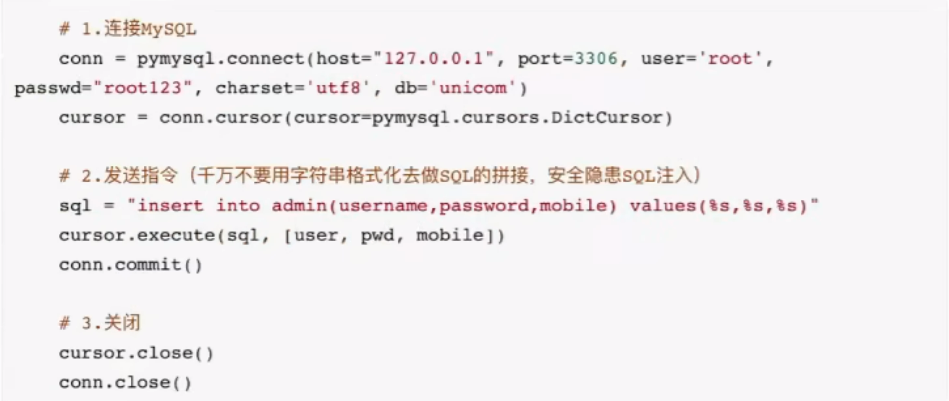 # 1.连接MySQL
conn = pymysql.connect(host="127.0.0.1", port=3306, user='root',
passwd="root123", charset='utf8', db='unicom')
cursor = conn.cursor(cursor=pymysql.cursors.DictCursor)
# 2.发送指令（千万不要用字符串格式化去做SQL的拼接，安全隐患SQL注入）
sql = "insert into admin(username,password,mobile) values(%s,%s,%s)"
cursor.execute(sql, [user, pwd, mobile])
conn.commit()
# 3.关闭
cursor.close()
conn.close()